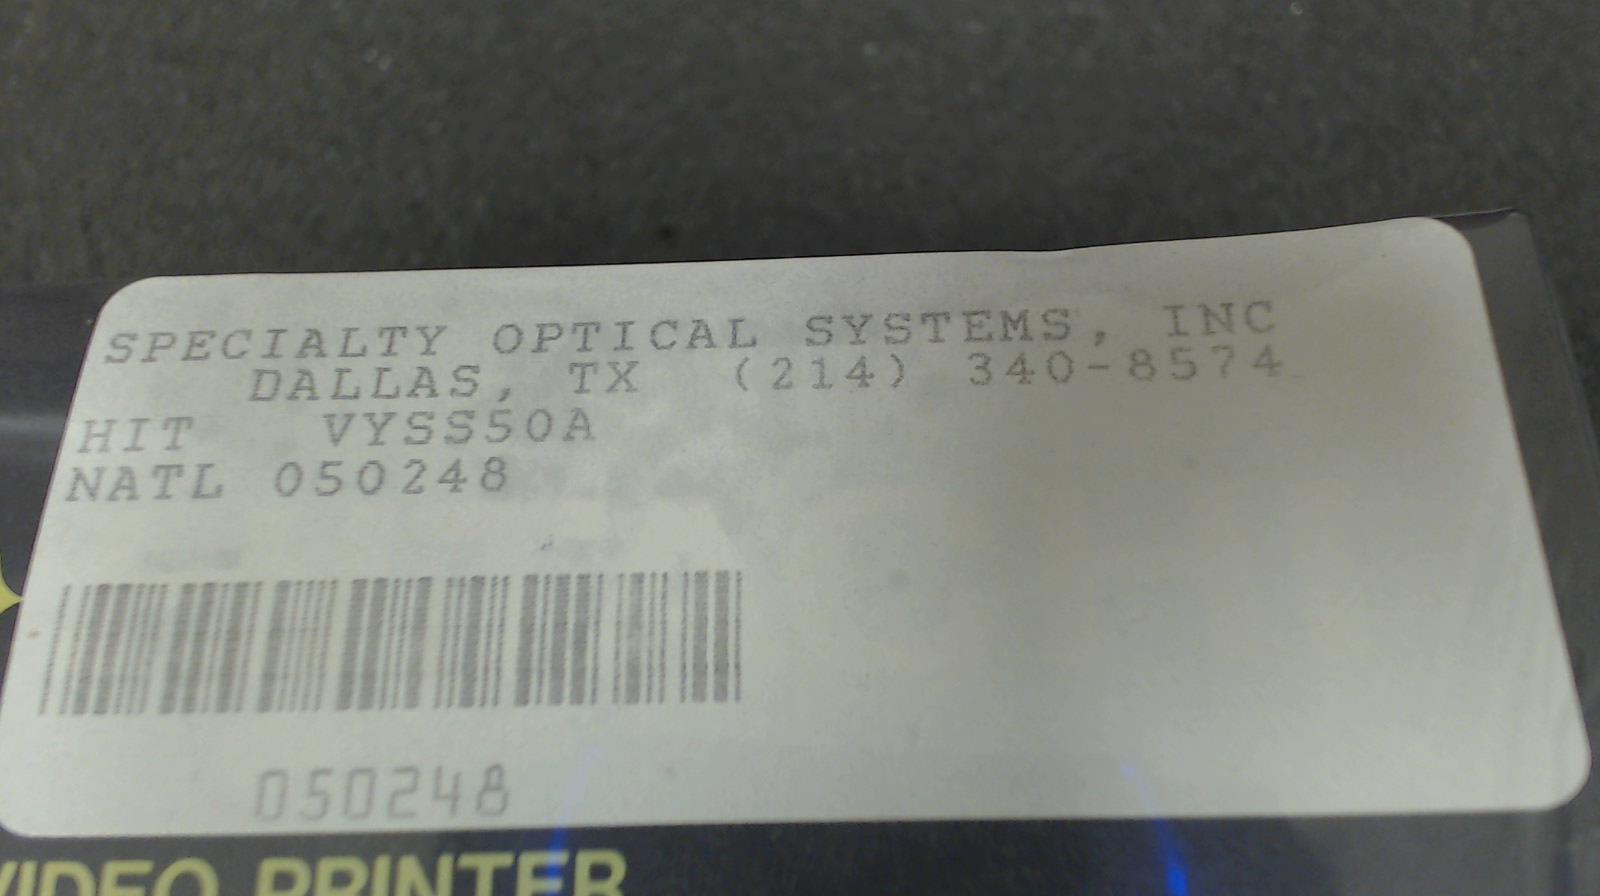 SPECIALTY OPTICAL SYSTEMS, INC
DALLAS, TX (214) 340-8574
HIT VYSS50A
NATL 050248
050248
VIDEO PRINTER